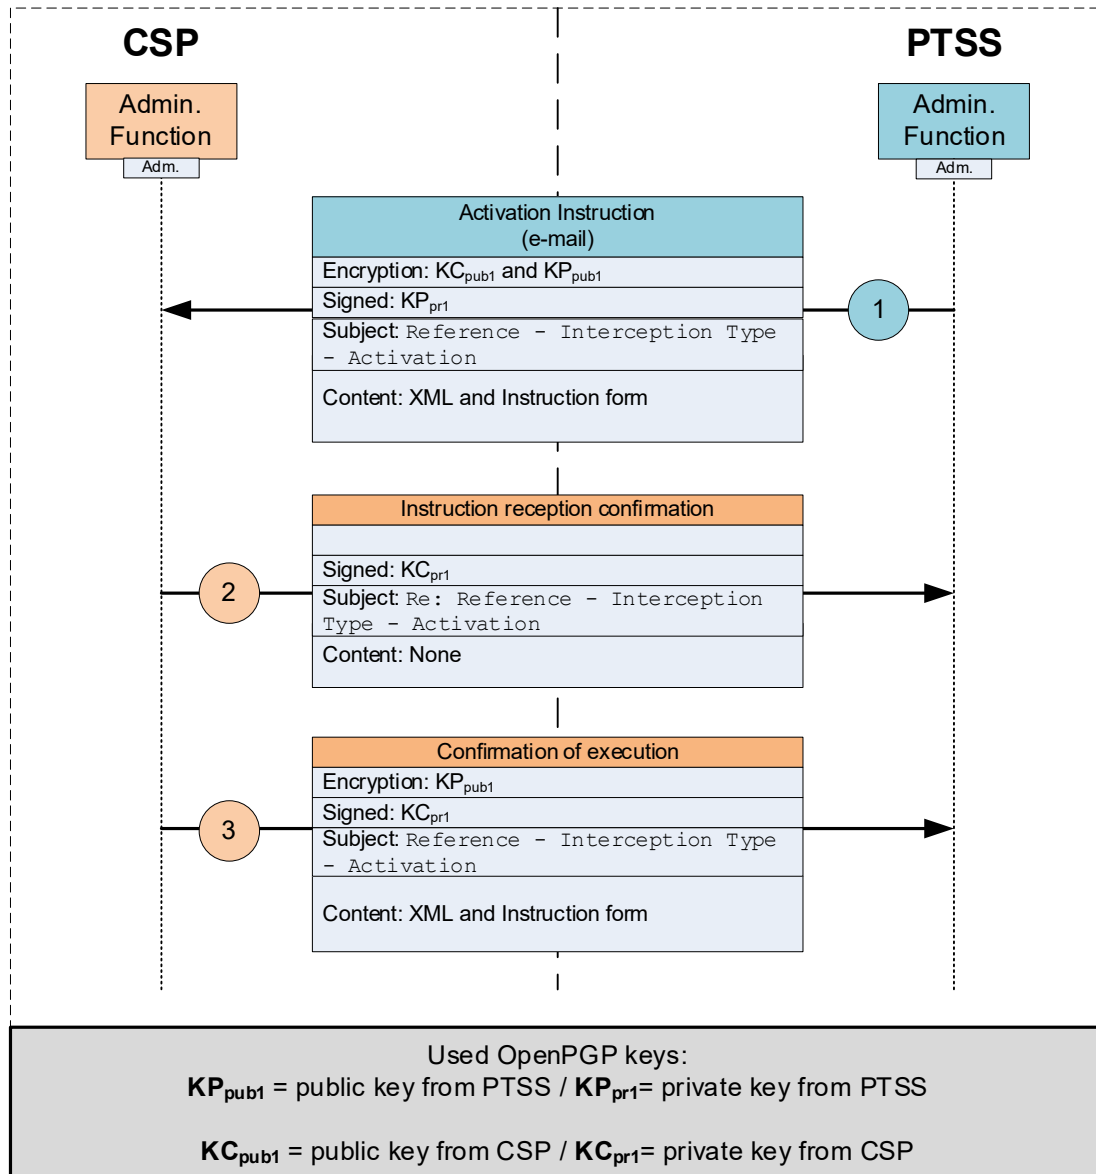 CSP
PTSS
Admin.
Function
Adm.
Admin.
Function
Adm.
Activation Instruction
(e-mail)
Encryption: KCpub1 and KPpub1
Signed: KPpr1
Subject: Reference - Interception Type
- Activation
Content: XML and Instruction form
1
Instruction reception confirmation
Signed: KCpr1
Subject: Re: Reference - Interception
Type - Activation
Content: None
2
Confirmation of execution
Encryption: KPpub1
Signed: KCpr1
Subject: Reference - Interception Type
- Activation
Content: XML and Instruction form
3
Used OpenPGP keys:
KPpub1 = public key from PTSS / KPpr1= private key from PTSS
KCpub1 = public key from CSP / KCpr1= private key from CSP